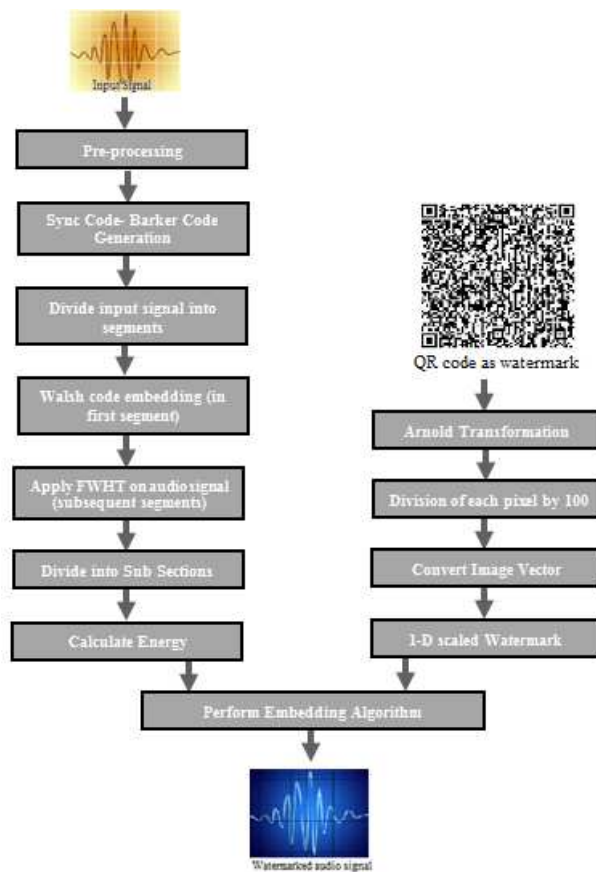 Input Signal
Pre-processing
Sync Code- Barker Code
Generation
Divide input signal into
segments
Walsh code embedding (in
first segment)
Apply FWHT on audio signal
(subsequent segments)
Divide into Sub Sections
Calculate Energy
QR code as watermark
Arnold Transformation
Division of each pixel by 100
Convert Image Vector
1-D scaled Watermark
Perform Embedding Algorithm
Watermarked audio signal